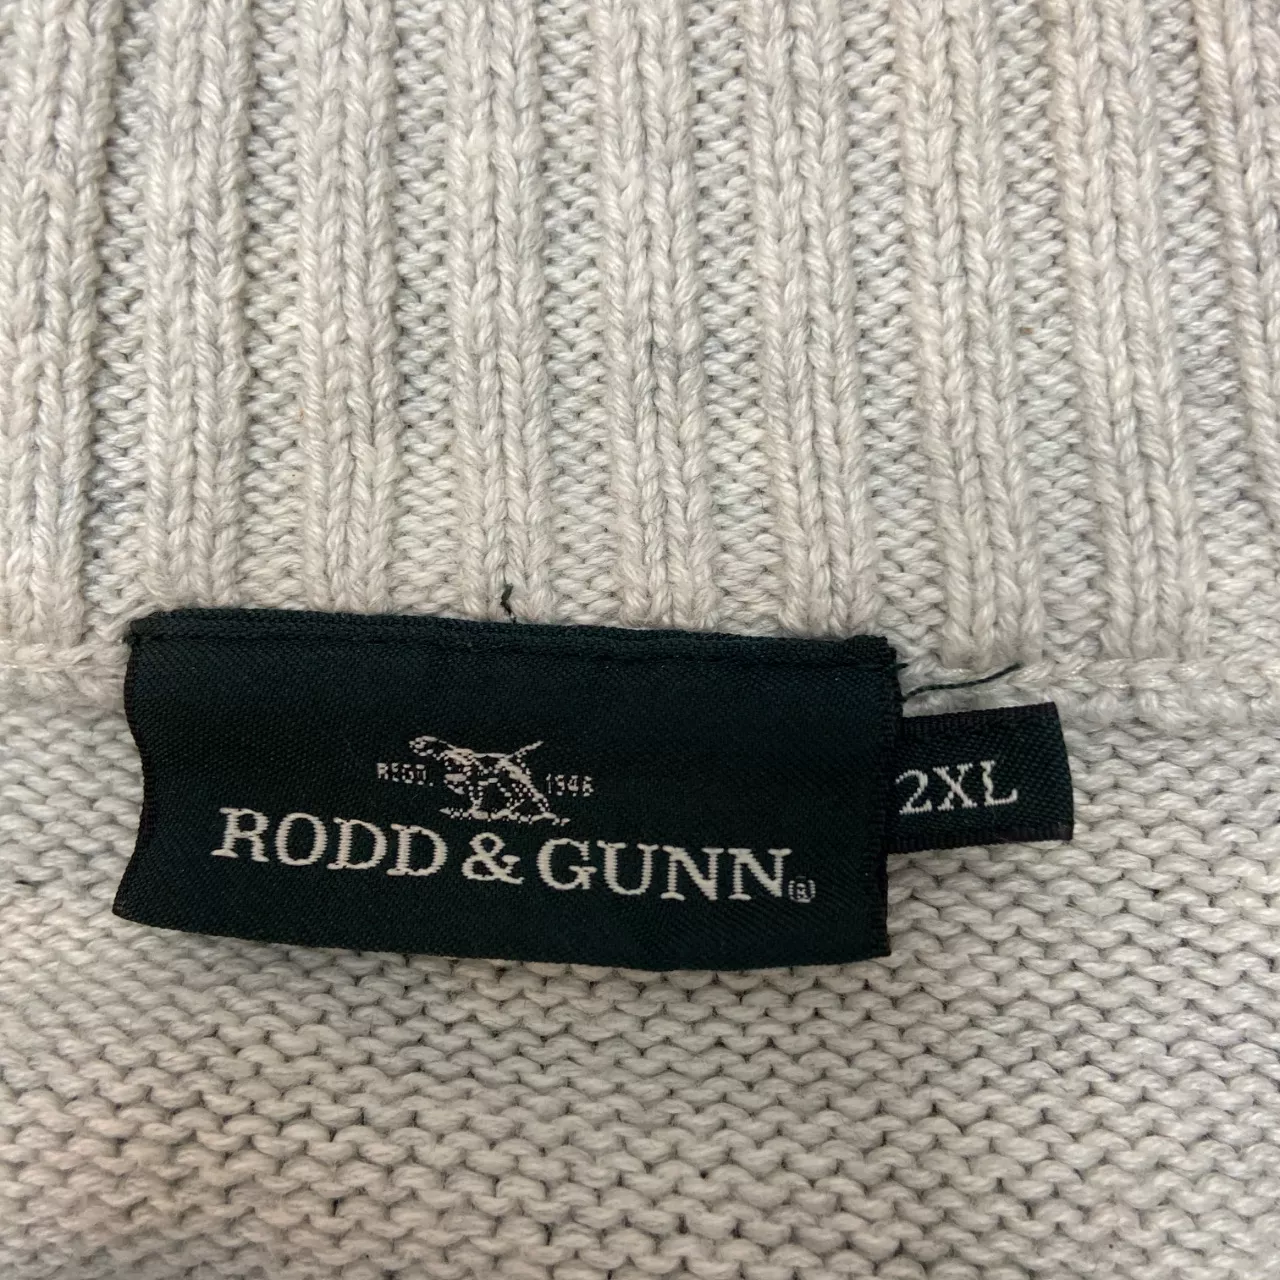 REGD. 1946
RODD & GUNN®
2XL